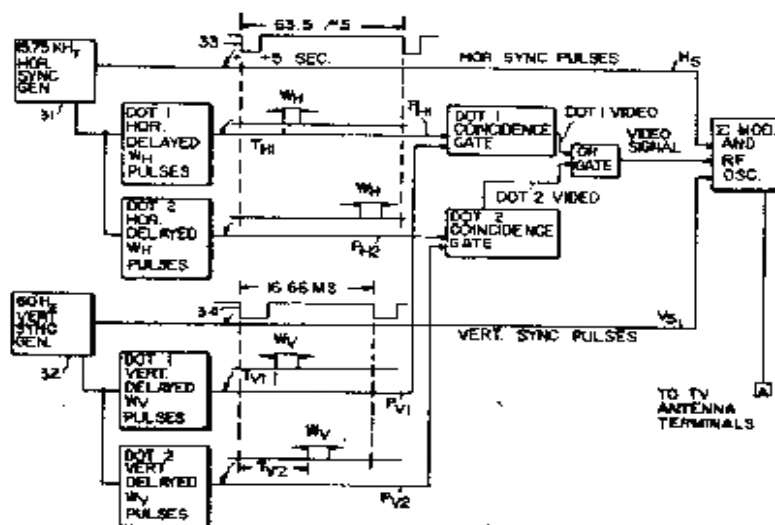 63.5 μS
15.75 KHz
HOR.
SYNC
GEN
31
33
+5 SEC.
HOR SYNC PULSES
HS
DOT 1
HOR.
DELAYED
WH
PULSES
WH
TH1
PH1
DOT 1
COINCIDENCE
GATE
DOT 1 VIDEO
OR
GATE
VIDEO
SIGNAL
Σ MOD.
AND
RF
OSC.
DOT 2
HOR.
DELAYED
WH
PULSES
WH
PH2
DOT 2 VIDEO
DOT 2
COINCIDENCE
GATE
16.66 MS
60 Hz
VERT
SYNC
GEN.
32
34
VERT. SYNC PULSES
VS
DOT 1
VERT.
DELAYED
WV
PULSES
WV
TV1
PV1
DOT 2
VERT
DELAYED
WV
PULSES
WV
TV2
PV2
TO TV
ANTENNA
TERMINALS
A